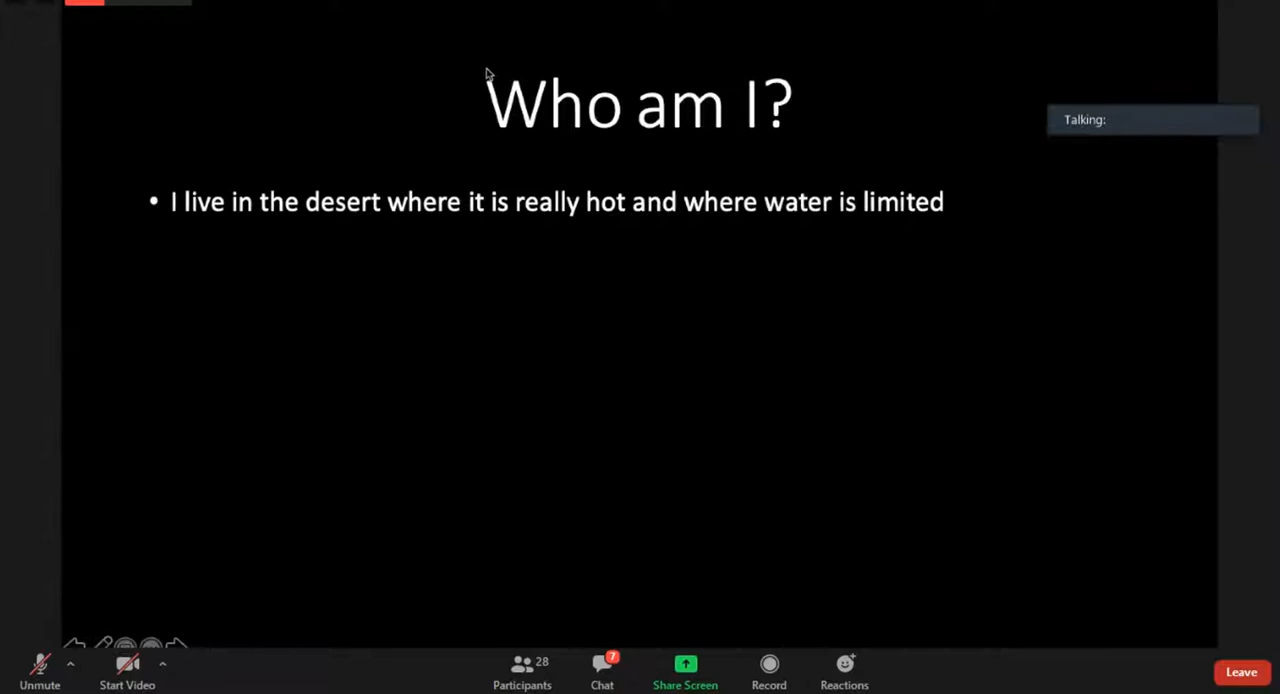 Who am I?
Talking:
• I live in the desert where it is really hot and where water is limited
28
7
Unmute
Start Video
Participants
Chat
Share Screen
Record
Reactions
Leave